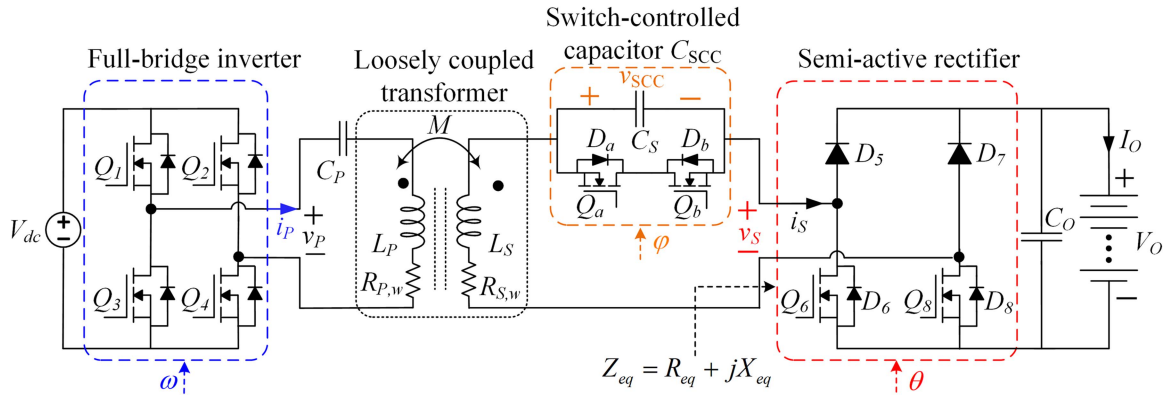 Full-bridge inverter
Loosely coupled
transformer
Switch-controlled
capacitor C_SCC
Semi-active rectifier
V_dc
Q_1
Q_2
Q_3
Q_4
i_P
+
v_P
−
C_P
M
L_P
L_S
R_P,w
R_S,w
+ v_SCC −
C_S
D_a
D_b
Q_a
Q_b
φ
+
v_S
−
i_S
D_5
D_7
Q_6
D_6
Q_8
D_8
C_O
I_O
+
V_O
−
Z_eq = R_eq + jX_eq
ω
θ